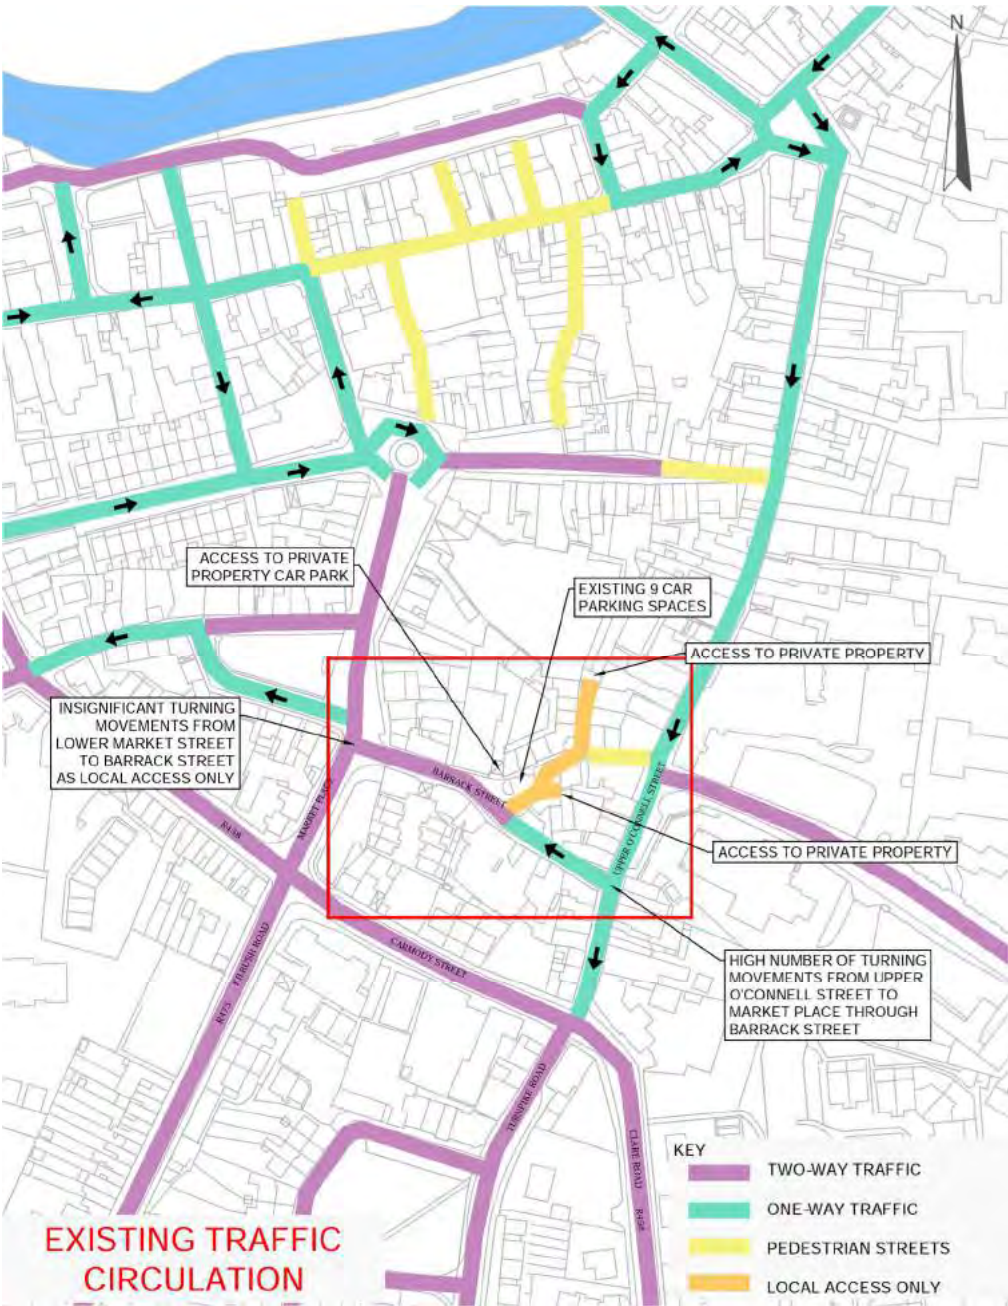 N
ACCESS TO PRIVATE
PROPERTY CAR PARK
EXISTING 9 CAR
PARKING SPACES
ACCESS TO PRIVATE PROPERTY
INSIGNIFICANT TURNING
MOVEMENTS FROM
LOWER MARKET STREET
TO BARRACK STREET
AS LOCAL ACCESS ONLY
BARRACK STREET
MARKET PLACE
UPPER O'CONNELL STREET
R458
ACCESS TO PRIVATE PROPERTY
CARMODY STREET
R475 KILRUSH ROAD
HIGH NUMBER OF TURNING
MOVEMENTS FROM UPPER
O'CONNELL STREET TO
MARKET PLACE THROUGH
BARRACK STREET
TURNPIKE ROAD
CLARE ROAD R458
KEY
TWO-WAY TRAFFIC
ONE-WAY TRAFFIC
PEDESTRIAN STREETS
LOCAL ACCESS ONLY
EXISTING TRAFFIC
CIRCULATION